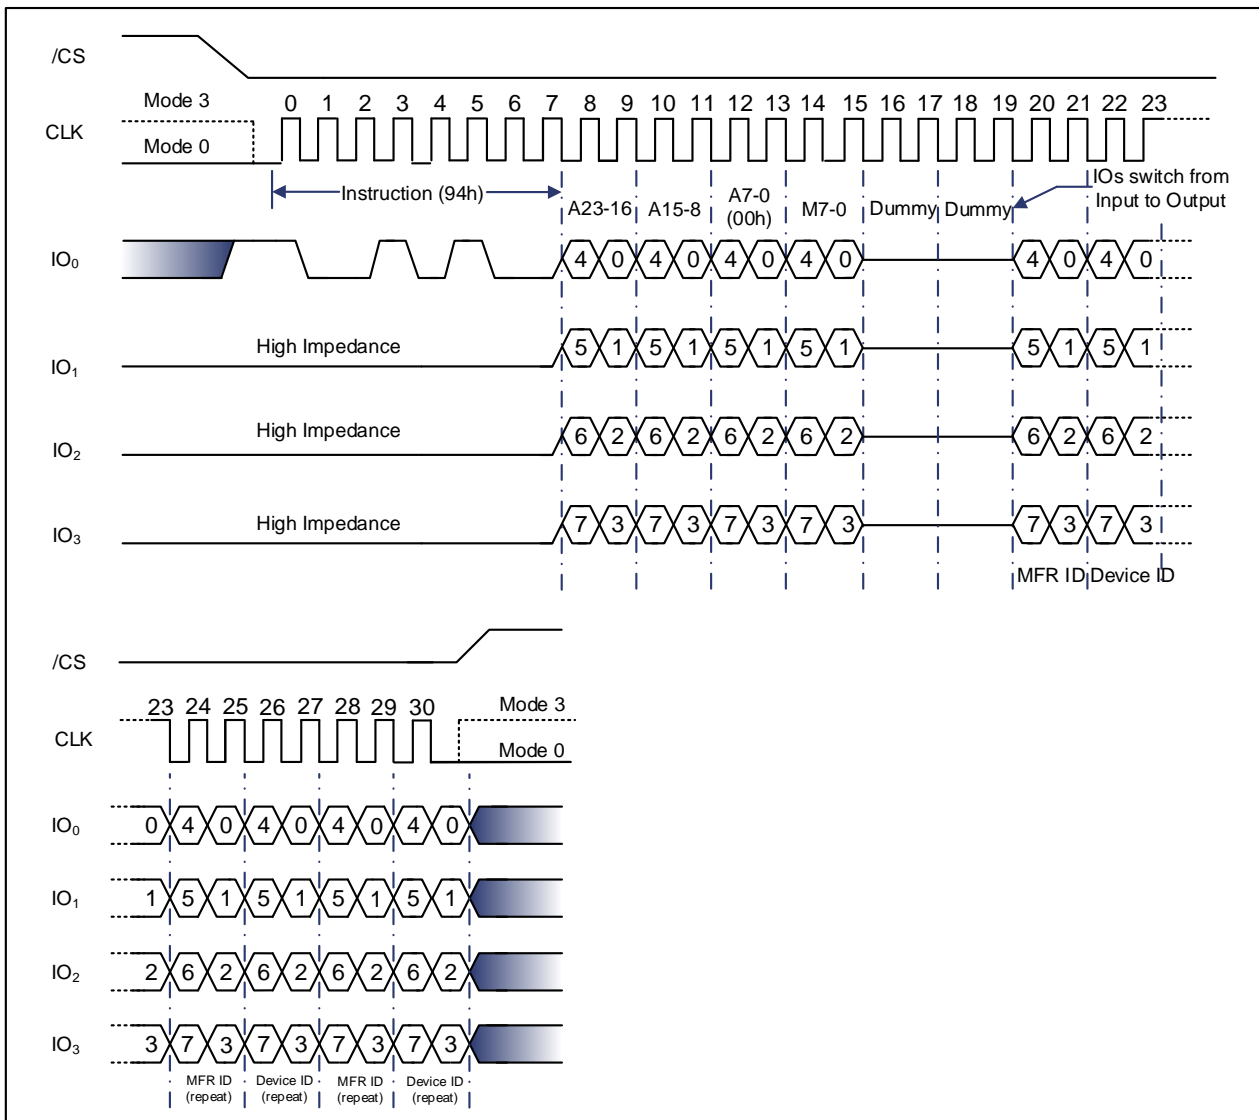 /CS
Mode 3 0 1 2 3 4 5 6 7 8 9 10 11 12 13 14 15 16 17 18 19 20 21 22 23
CLK
Mode 0
Instruction (94h)
IOs switch from
Input to Output
A23-16 A15-8 A7-0 M7-0 Dummy Dummy
(00h)
IO0 4 0 4 0 4 0 4 0 4 0 4 0
High Impedance
IO1 5 1 5 1 5 1 5 1 5 1 5 1
High Impedance
IO2 6 2 6 2 6 2 6 2 6 2 6 2
High Impedance
IO3 7 3 7 3 7 3 7 3 7 3 7 3
MFR ID Device ID
/CS
23 24 25 26 27 28 29 30 Mode 3
CLK
Mode 0
IO0 0 4 0 4 0 4 0 4 0
IO1 1 5 1 5 1 5 1 5 1
IO2 2 6 2 6 2 6 2 6 2
IO3 3 7 3 7 3 7 3 7 3
MFR ID Device ID MFR ID Device ID
(repeat) (repeat) (repeat) (repeat)